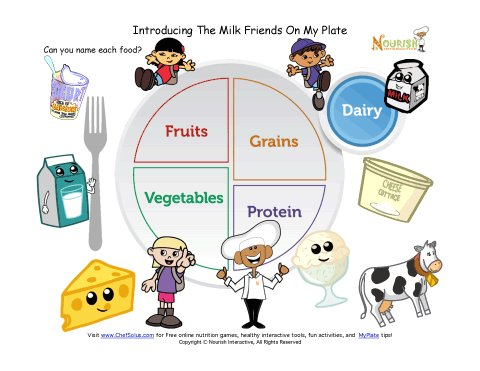 Introducing The Milk Friends On My Plate
Nourish
INTERACTIVE
Can you name each food?
Dairy
MILK
Fruits
Grains
Vegetables
Protein
CHEESE
COTTAGE
Visit www.ChefSolus.com for Free online nutrition games, healthy interactive tools, fun activities, and MyPlate tips!
Copyright © Nourish Interactive, All Rights Reserved